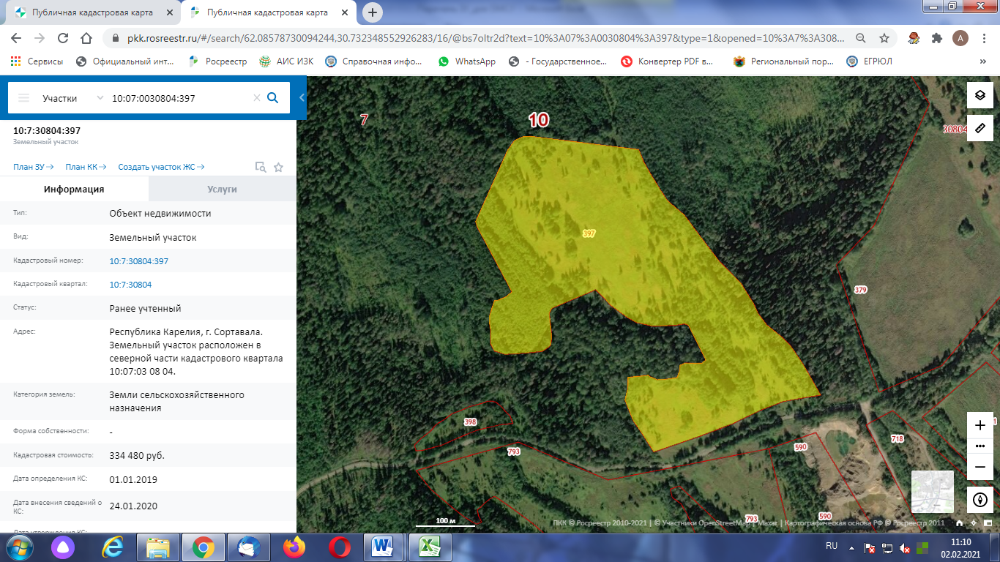 Публичная кадастровая карта
Публичная кадастровая карта
pkk.rosreestr.ru/#/search/62.08578730094244,30.732348552926283/16/@bs7oltr2d?text=10%3A07%3A0030804%3A397&type=1&opened=10%3A7%3A308...
A
Сервисы
Официальный инт...
Росреестр
АИС ИЗК
Справочная инфо...
WhatsApp
- Государственное...
Конвертер PDF в...
Региональный пор...
ЕГРЮЛ
»
Участки 10:07:0030804:397
10:7:30804:397
Земельный участок
План ЗУ→ План КК→ Создать участок ЖС→
Информация Услуги
Тип: Объект недвижимости
Вид: Земельный участок
Кадастровый номер: 10:7:30804:397
Кадастровый квартал: 10:7:30804
Статус: Ранее учтенный
Адрес: Республика Карелия, г. Сортавала.
Земельный участок расположен в
северной части кадастрового квартала
10:07:03 08 04.
Категория земель: Земли сельскохозяйственного
назначения
Форма собственности: -
Кадастровая стоимость: 334 480 руб.
Дата определения КС: 01.01.2019
Дата внесения сведений о
КС: 24.01.2020
Дата утверждения КС:
7
10
30804
397
379
398
793
590
718
1
793
590
100 м
ПКК © Росреестр 2010-2021 | © Участники OpenStreetMap | Maxar | Картографическая основа РФ © Росреестр 2011
RU
11:10
02.02.2021